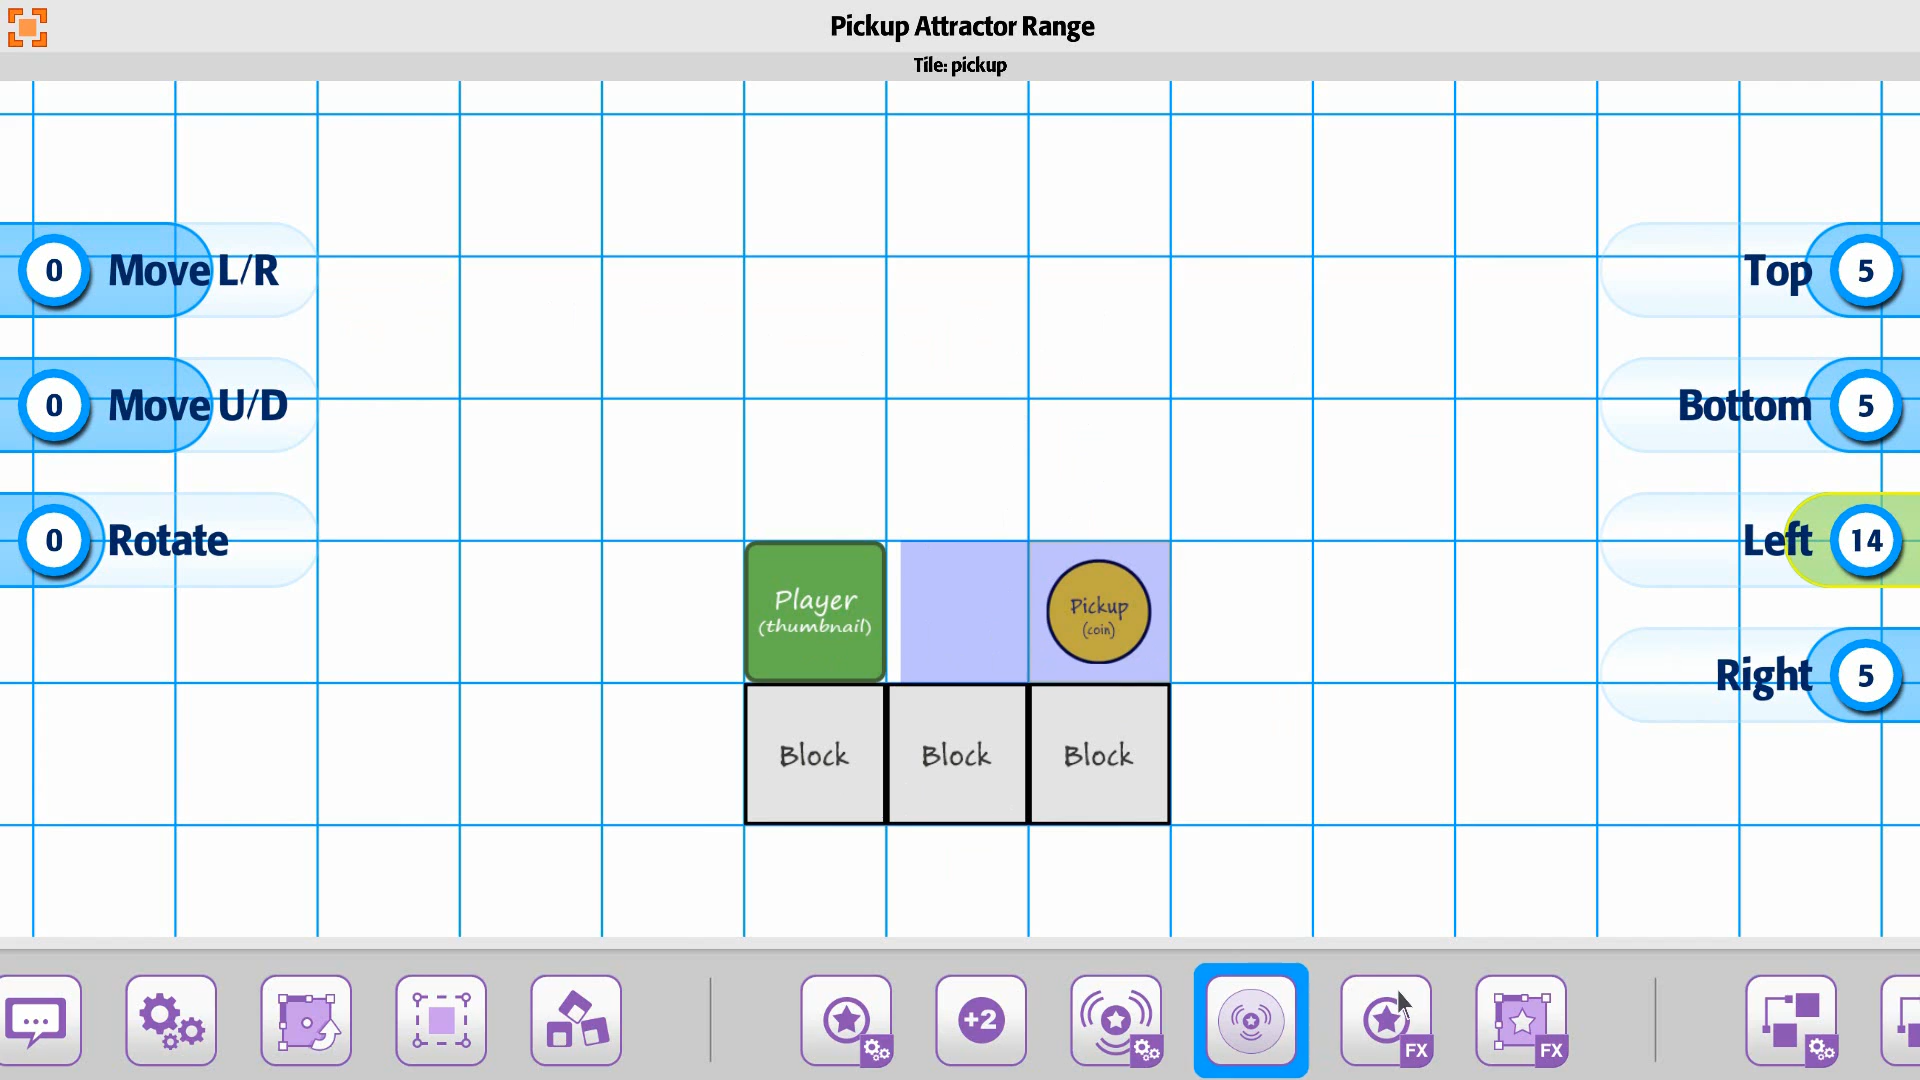 Pickup Attractor Range
Tile: pickup
0 Move L/R
Top 5
0 Move U/D
Bottom 5
0 Rotate
Left 14
Right 5
Player
(thumbnail)
Pickup
(coin)
Block Block Block
+2
FX
FX